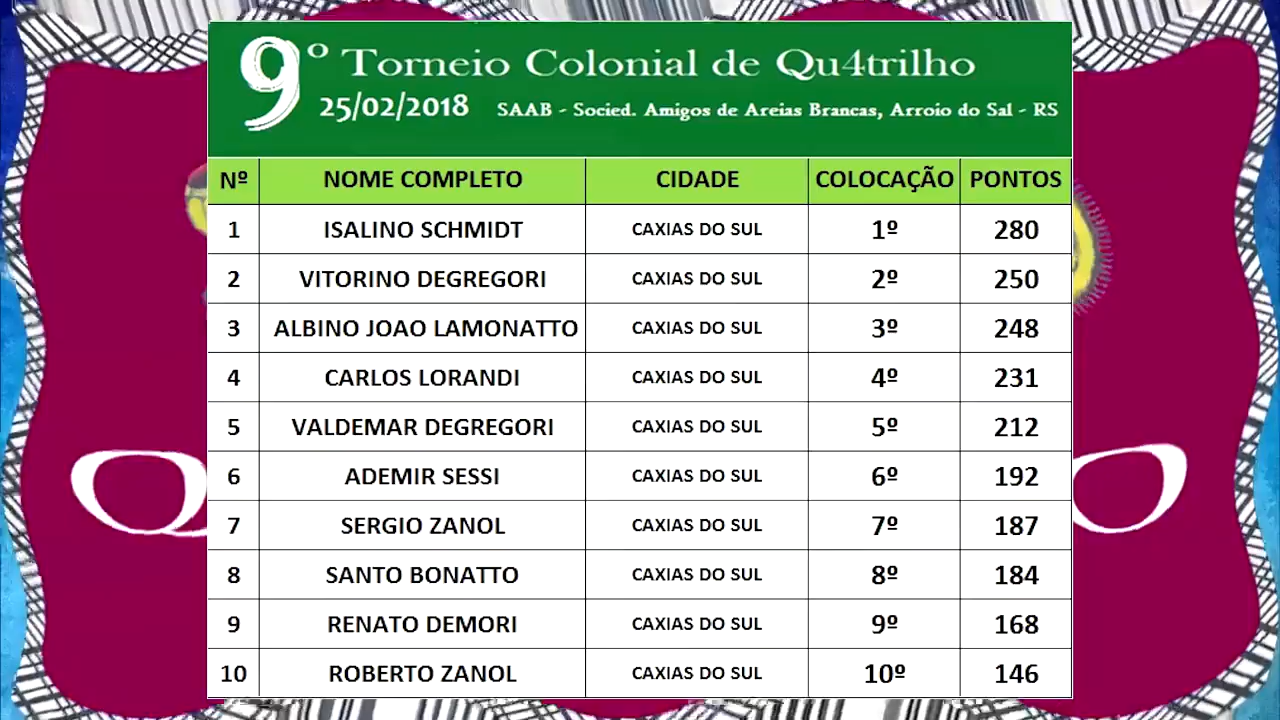 9º Torneio Colonial de Qu4trilho
25/02/2018 SAAB - Socied. Amigos de Areias Brancas, Arroio do Sal - RS
Nº NOME COMPLETO CIDADE COLOCAÇÃO PONTOS
1 ISALINO SCHMIDT CAXIAS DO SUL 1º 280
2 VITORINO DEGREGORI CAXIAS DO SUL 2º 250
3 ALBINO JOAO LAMONATTO CAXIAS DO SUL 3º 248
4 CARLOS LORANDI CAXIAS DO SUL 4º 231
5 VALDEMAR DEGREGORI CAXIAS DO SUL 5º 212
6 ADEMIR SESSI CAXIAS DO SUL 6º 192
7 SERGIO ZANOL CAXIAS DO SUL 7º 187
8 SANTO BONATTO CAXIAS DO SUL 8º 184
9 RENATO DEMORI CAXIAS DO SUL 9º 168
10 ROBERTO ZANOL CAXIAS DO SUL 10º 146